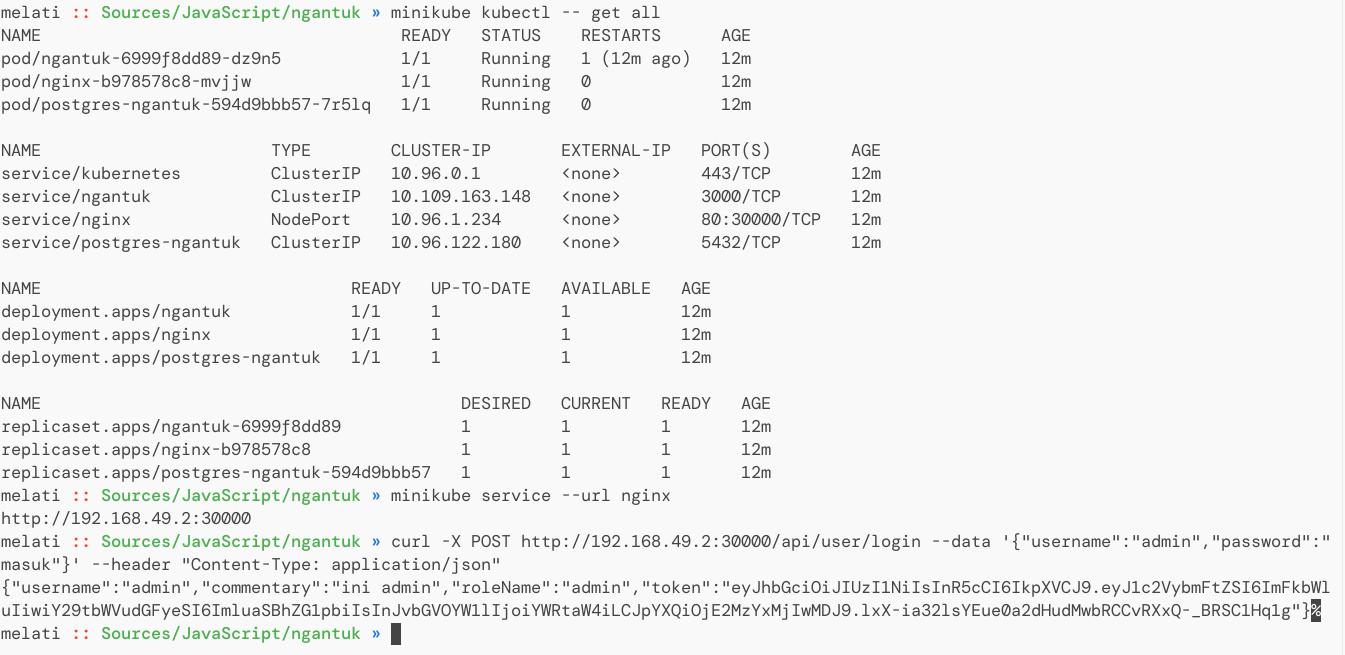 melati :: Sources/JavaScript/ngantuk » minikube kubectl -- get all
NAME READY STATUS RESTARTS AGE
pod/ngantuk-6999f8dd89-dz9n5 1/1 Running 1 (12m ago) 12m
pod/nginx-b978578c8-mvjjw 1/1 Running 0 12m
pod/postgres-ngantuk-594d9bbb57-7r5lq 1/1 Running 0 12m
NAME TYPE CLUSTER-IP EXTERNAL-IP PORT(S) AGE
service/kubernetes ClusterIP 10.96.0.1 <none> 443/TCP 12m
service/ngantuk ClusterIP 10.109.163.148 <none> 3000/TCP 12m
service/nginx NodePort 10.96.1.234 <none> 80:30000/TCP 12m
service/postgres-ngantuk ClusterIP 10.96.122.180 <none> 5432/TCP 12m
NAME READY UP-TO-DATE AVAILABLE AGE
deployment.apps/ngantuk 1/1 1 1 12m
deployment.apps/nginx 1/1 1 1 12m
deployment.apps/postgres-ngantuk 1/1 1 1 12m
NAME DESIRED CURRENT READY AGE
replicaset.apps/ngantuk-6999f8dd89 1 1 1 12m
replicaset.apps/nginx-b978578c8 1 1 1 12m
replicaset.apps/postgres-ngantuk-594d9bbb57 1 1 1 12m
melati :: Sources/JavaScript/ngantuk » minikube service --url nginx
http://192.168.49.2:30000
melati :: Sources/JavaScript/ngantuk » curl -X POST http://192.168.49.2:30000/api/user/login --data '{"username":"admin","password":"
masuk"}' --header "Content-Type: application/json"
{"username":"admin","commentary":"ini admin","roleName":"admin","token":"eyJhbGciOiJIUzI1NiIsInR5cCI6IkpXVCJ9.eyJ1c2VybmFtZSI6ImFkbWl
uIiwiY29tbWVudGFyeSI6ImluaSBhZG1pbiIsInJvbGVOYW1lIjoiYWRtaW4iLCJpYXQiOjE2MzYxMjIwMDJ9.lxX-ia32lsYEue0a2dHudMwbRCCvRXxQ-_BRSC1Hq1g"}%
melati :: Sources/JavaScript/ngantuk »